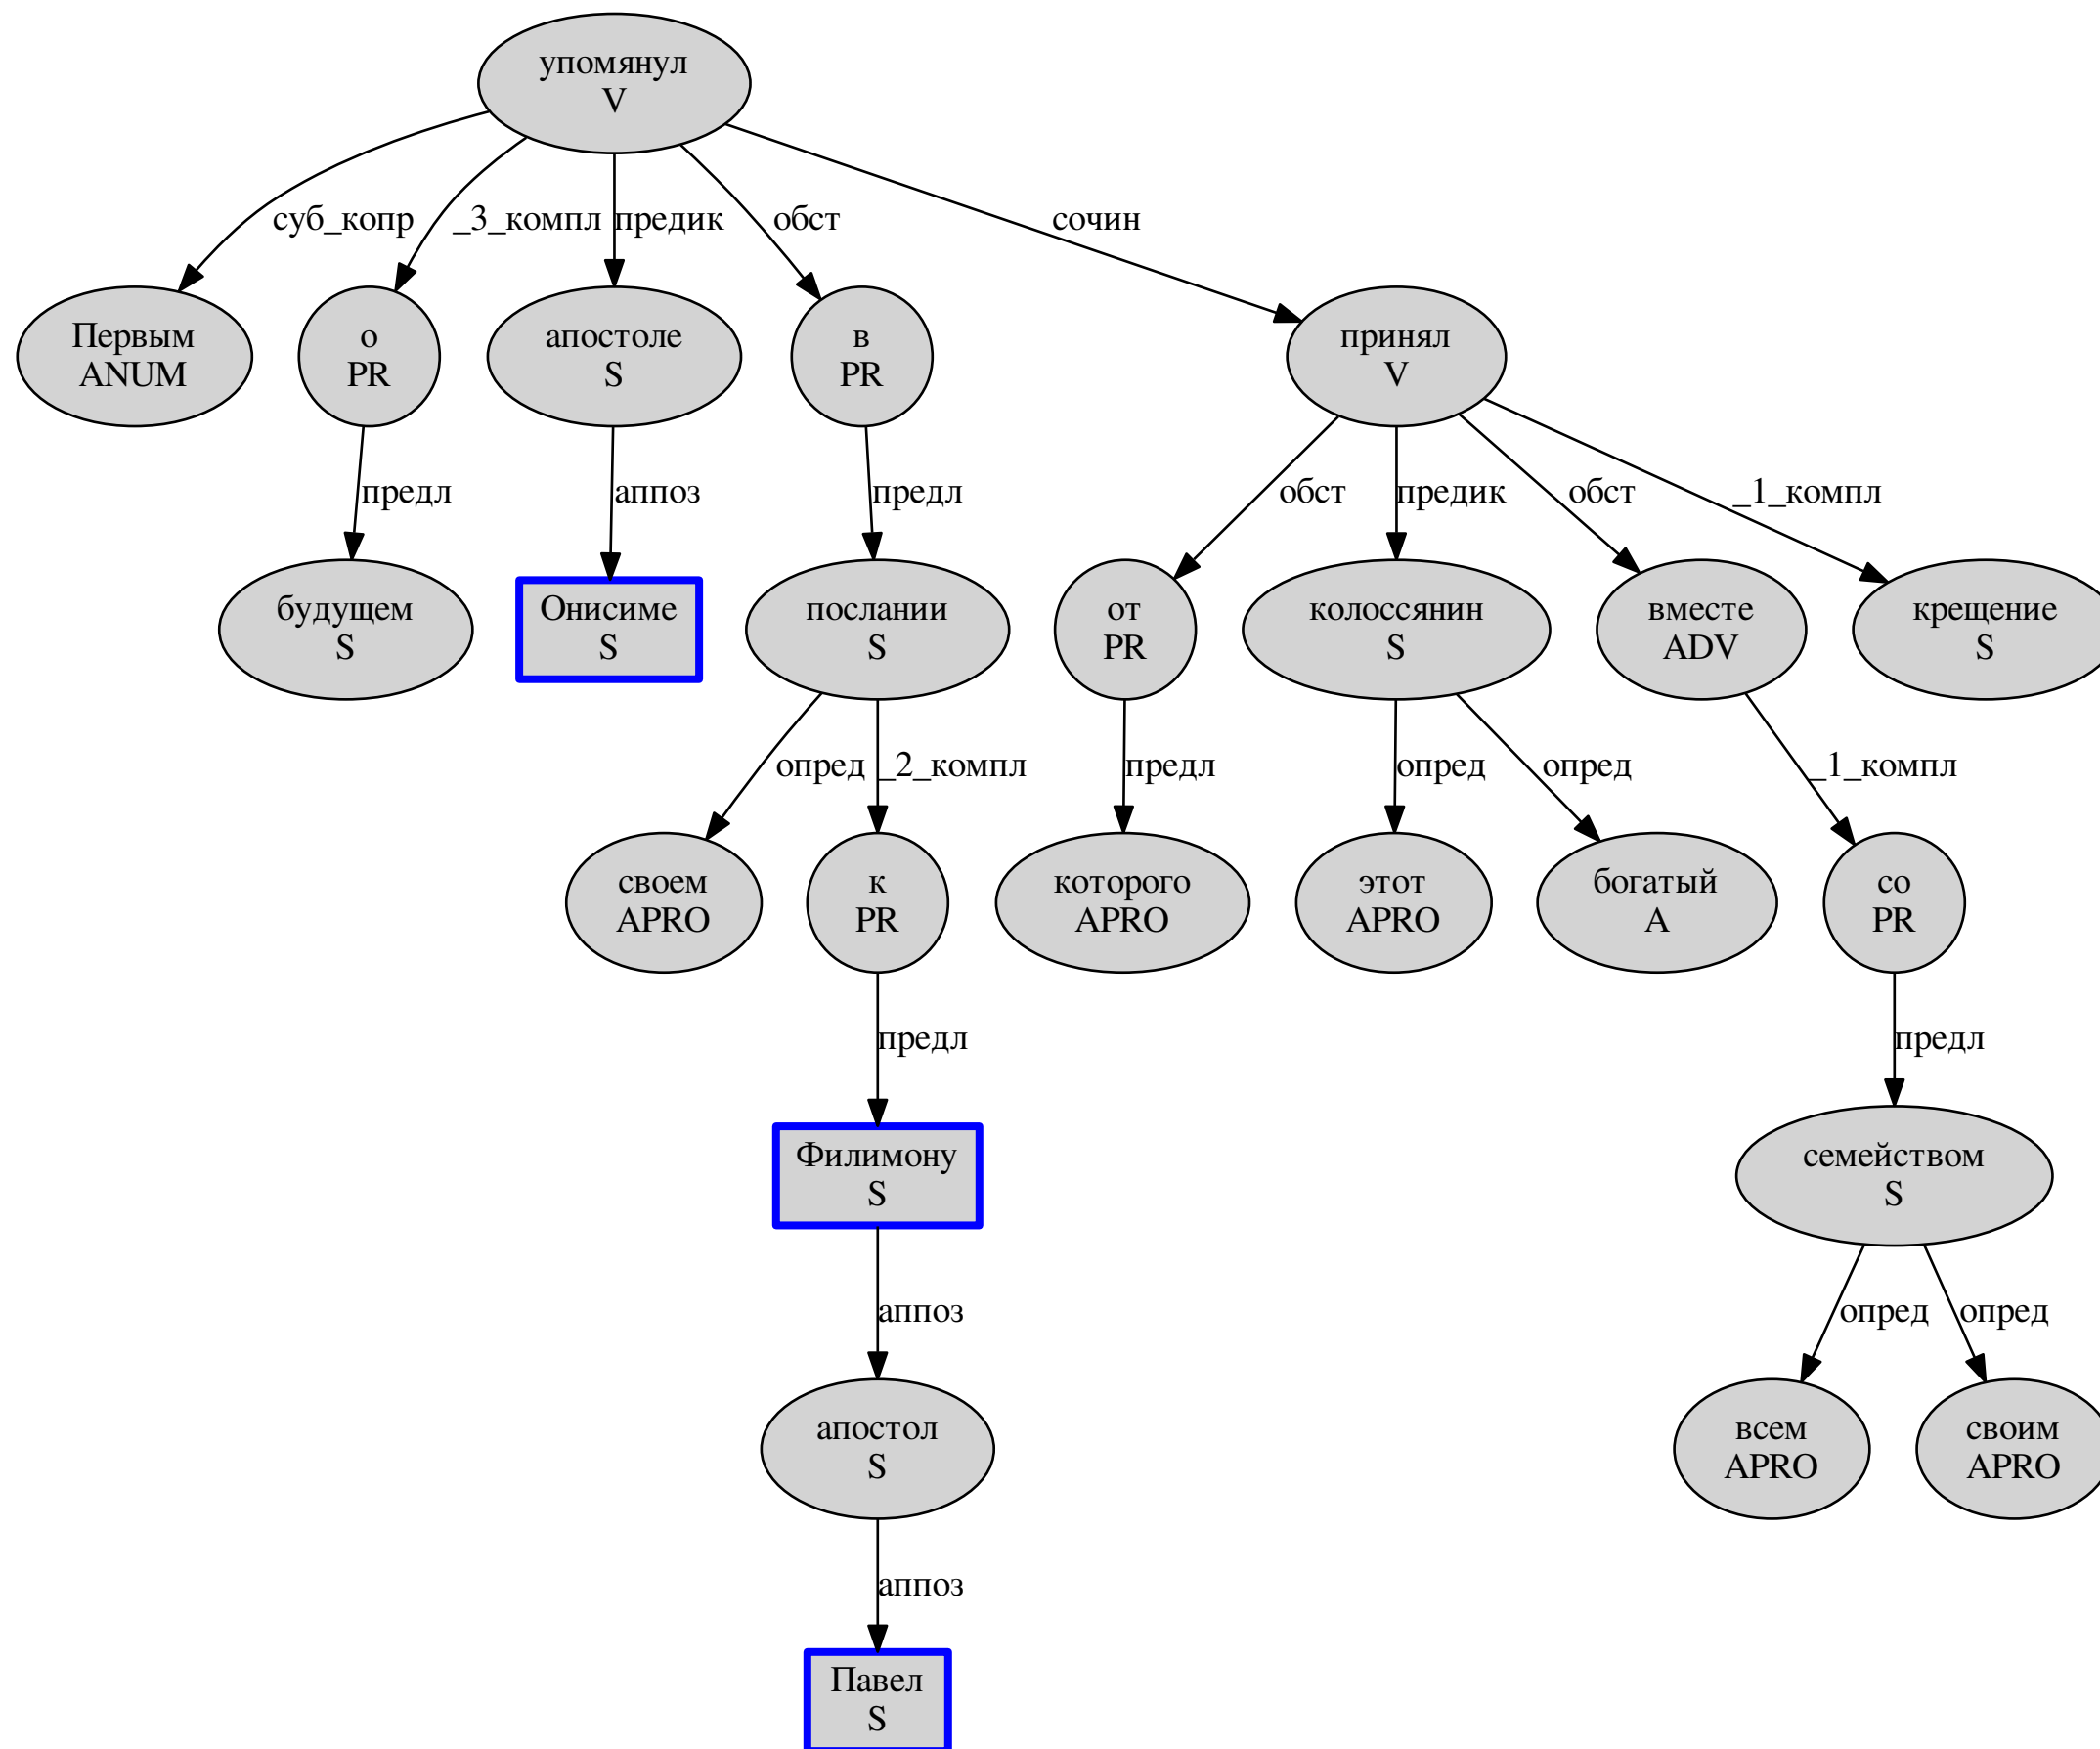 упомянул
V
суб_копр
_3_компл
предик
обст
сочин
Первым
ANUM
о
PR
апостоле
S
в
PR
принял
V
предл
аппоз
предл
обст
предик
обст
_1_компл
будущем
S
Онисиме
S
послании
S
от
PR
колоссянин
S
вместе
ADV
крещение
S
опред
_2_компл
предл
опред
опред
_1_компл
своем
APRO
к
PR
которого
APRO
этот
APRO
богатый
A
со
PR
предл
предл
Филимону
S
семейством
S
аппоз
опред
опред
апостол
S
всем
APRO
своим
APRO
аппоз
Павел
S